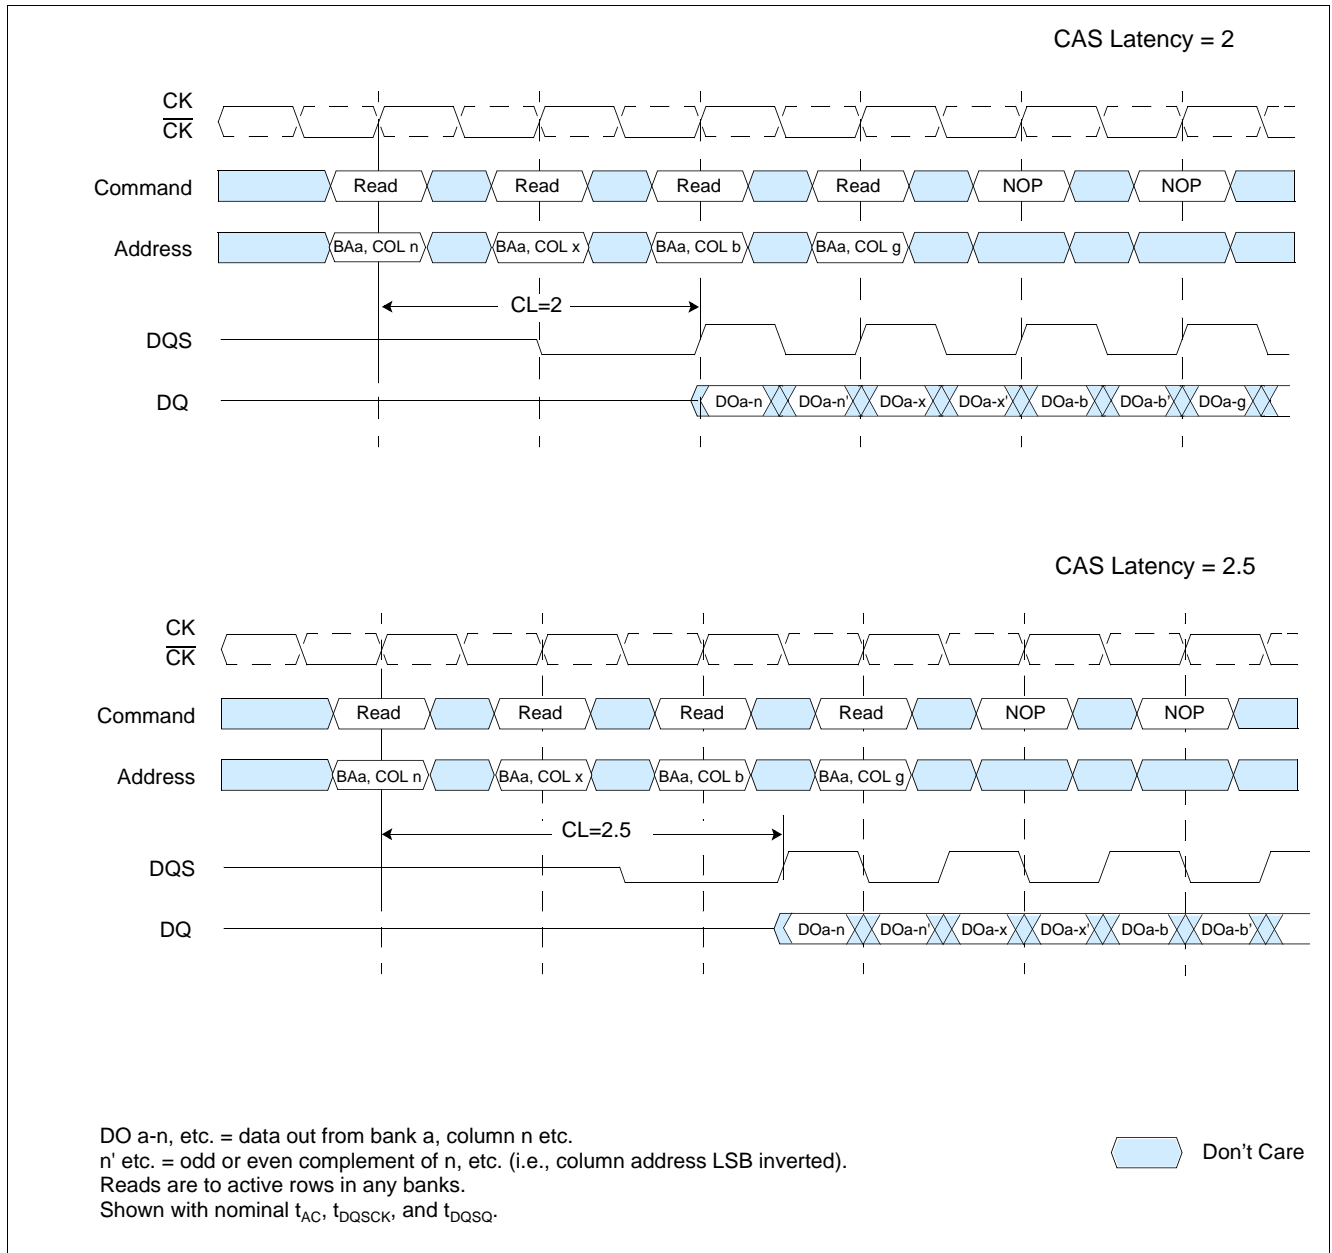 CAS Latency = 2
CK
CK
Command
Read Read Read Read NOP NOP
Address
BAa, COL n BAa, COL x BAa, COL b BAa, COL g
CL=2
DQS
DQ
DOa-n DOa-n' DOa-x DOa-x' DOa-b DOa-b' DOa-g
CAS Latency = 2.5
CK
CK
Command
Read Read Read Read NOP NOP
Address
BAa, COL n BAa, COL x BAa, COL b BAa, COL g
CL=2.5
DQS
DQ
DOa-n DOa-n' DOa-x DOa-x' DOa-b DOa-b'
DO a-n, etc. = data out from bank a, column n etc.
n' etc. = odd or even complement of n, etc. (i.e., column address LSB inverted).
Reads are to active rows in any banks.
Shown with nominal tAC, tDQSCK, and tDQSQ.
Don't Care